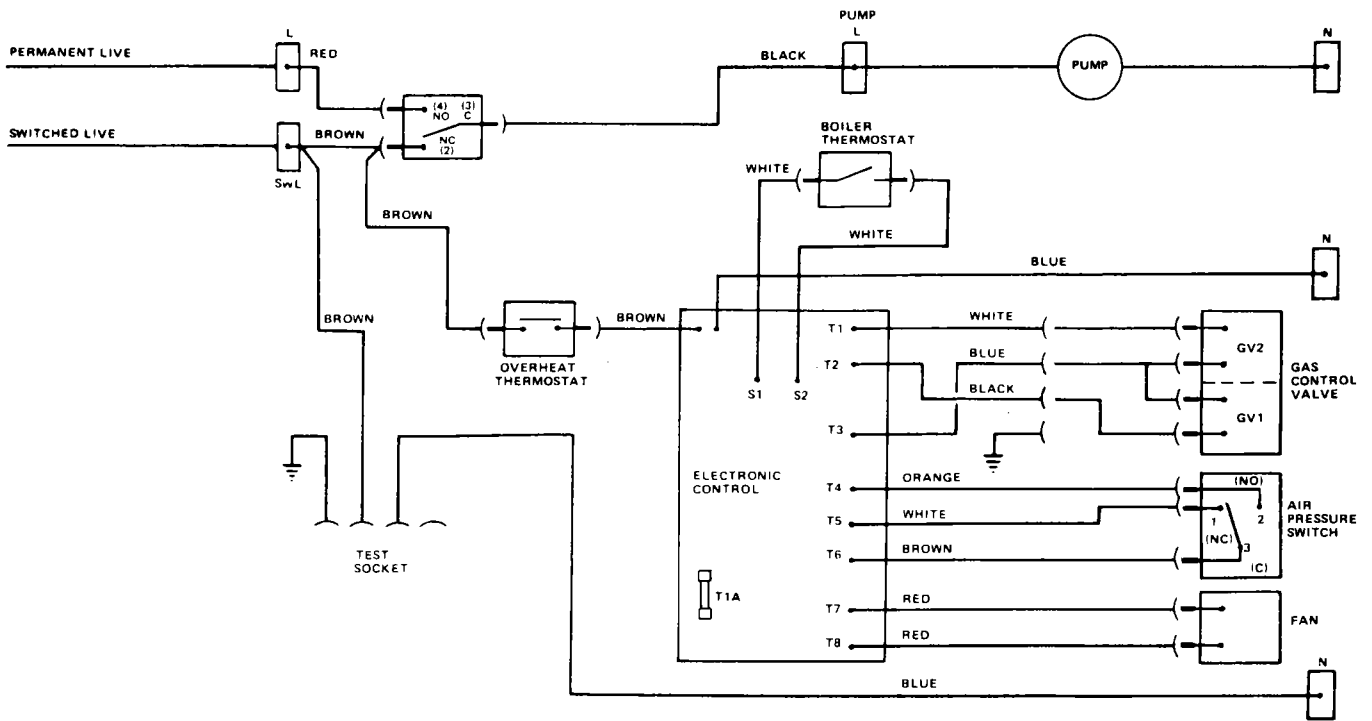 PUMP
L
N
L
RED
PERMANENT LIVE
BLACK
PUMP
(4) (3)
NO C
SWITCHED LIVE
BROWN
NC
(2)
SwL
BOILER
THERMOSTAT
WHITE
BROWN
WHITE
N
BLUE
BROWN
BROWN
OVERHEAT
THERMOSTAT
T1
WHITE
GV2
BLUE
T2
GAS
CONTROL
VALVE
S1
S2
BLACK
GV1
T3
ELECTRONIC
CONTROL
T4
ORANGE
(NO)
AIR
PRESSURE
SWITCH
T5
WHITE
1
2
(NC)
3
T6
BROWN
(C)
TEST
SOCKET
T1A
T7
RED
FAN
T8
RED
N
BLUE